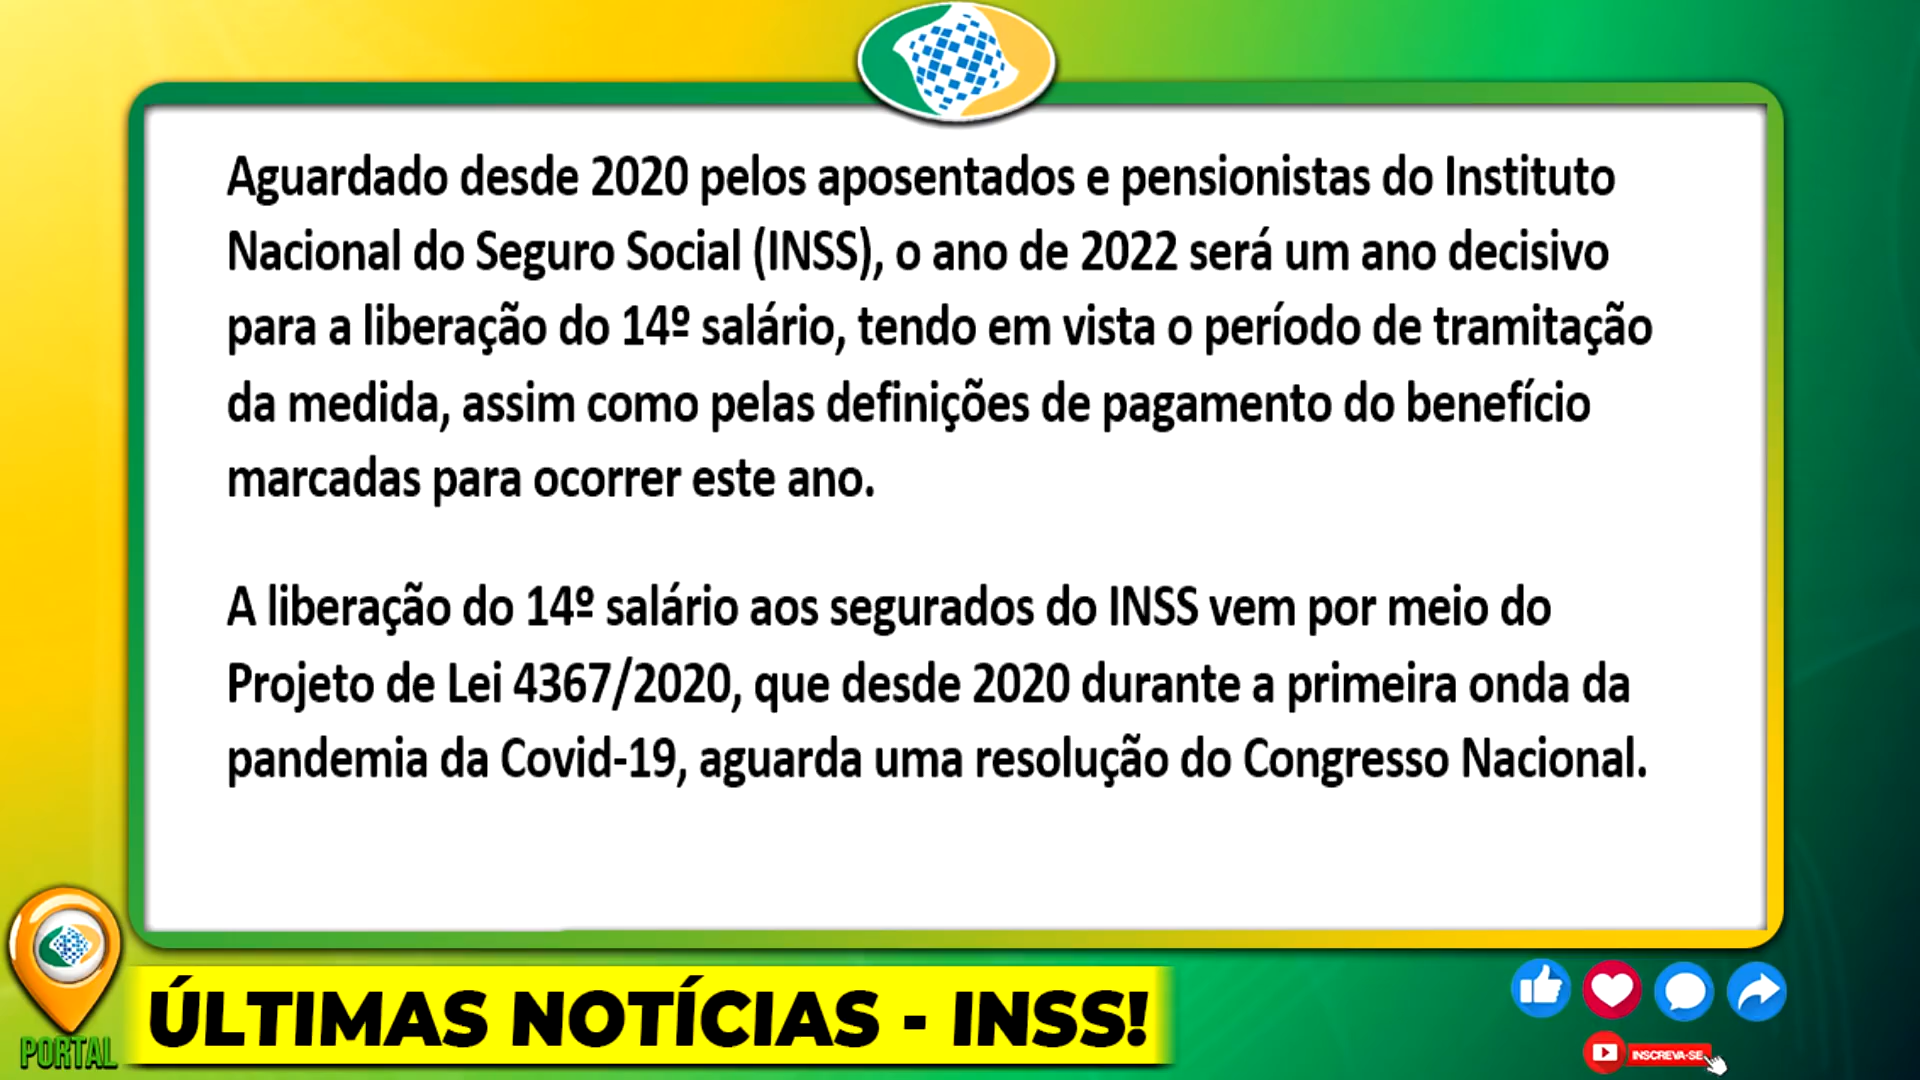 Aguardado desde 2020 pelos aposentados e pensionistas do Instituto
Nacional do Seguro Social (INSS), o ano de 2022 será um ano decisivo
para a liberação do 14º salário, tendo em vista o período de tramitação
da medida, assim como pelas definições de pagamento do benefício
marcadas para ocorrer este ano.
A liberação do 14º salário aos segurados do INSS vem por meio do
Projeto de Lei 4367/2020, que desde 2020 durante a primeira onda da
pandemia da Covid-19, aguarda uma resolução do Congresso Nacional.
ÚLTIMAS NOTÍCIAS - INSS!
PORTAL
INSCREVA-SE